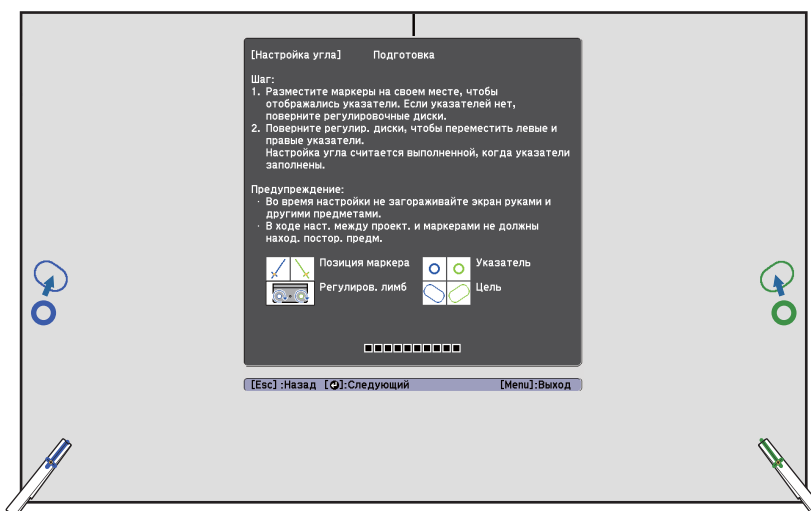 [Настройка угла] Подготовка
Шаг:
1. Разместите маркеры на своем месте, чтобы
отображались указатели. Если указателей нет,
поверните регулировочные диски.
2. Поверните регулир. диски, чтобы переместить левые и
правые указатели.
Настройка угла считается выполненной, когда указатели
заполнены.
Предупреждение:
· Во время настройки не загораживайте экран руками и
другими предметами.
· В ходе наст. между проект. и маркерами не должны
наход. постор. предм.
Позиция маркера Указатель
Регулиров. лимб Цель
[Esc] :Назад [⏎]:Следующий [Menu]:Выход